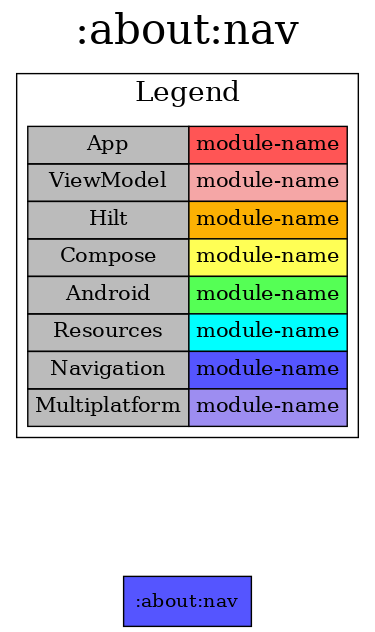 :about:nav
Legend
App module-name
ViewModel module-name
Hilt module-name
Compose module-name
Android module-name
Resources module-name
Navigation module-name
Multiplatform module-name
:about:nav